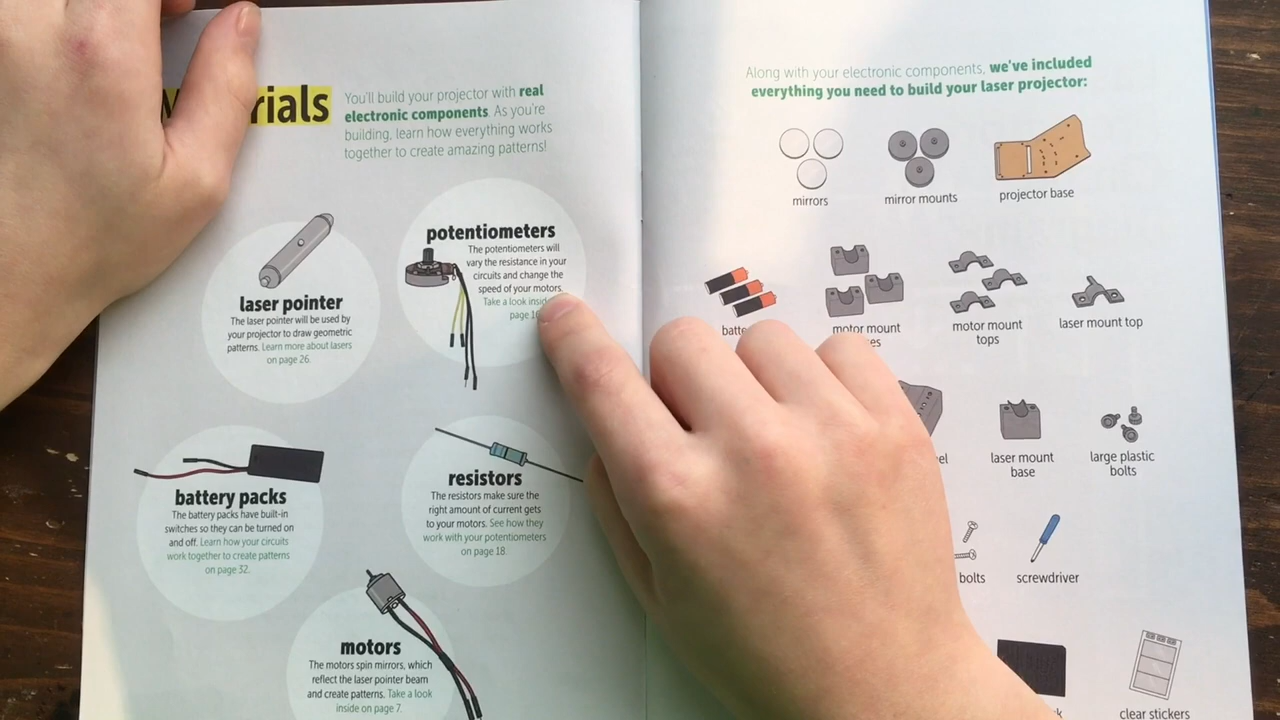 You'll build your projector with real
electronic components. As you're
building, learn how everything works
together to create amazing patterns!
laser pointer
The laser pointer will be used by
your projector to draw geometric
patterns. Learn more about lasers
on page 26.
potentiometers
The potentiometers will
vary the resistance in your
circuits and change the
speed of your motors.
Take a look
page
battery packs
The battery packs have built-in
switches so they can be turned on
and off. Learn how your circuits
work together to create patterns
on page 32.
resistors
The resistors make sure the
right amount of current gets
to your motors. See how they
work with your potentiometers
on page 18.
motors
The motors spin mirrors, which
reflect the laser pointer beam
and create patterns. Take a look
inside on page 7.
Along with your electronic components, we've included
everything you need to build your laser projector:
mirrors
mirror mounts
projector base
motor mount
motor mount
tops
laser mount top
laser mount
base
large plastic
bolts
bolts
screwdriver
clear stickers